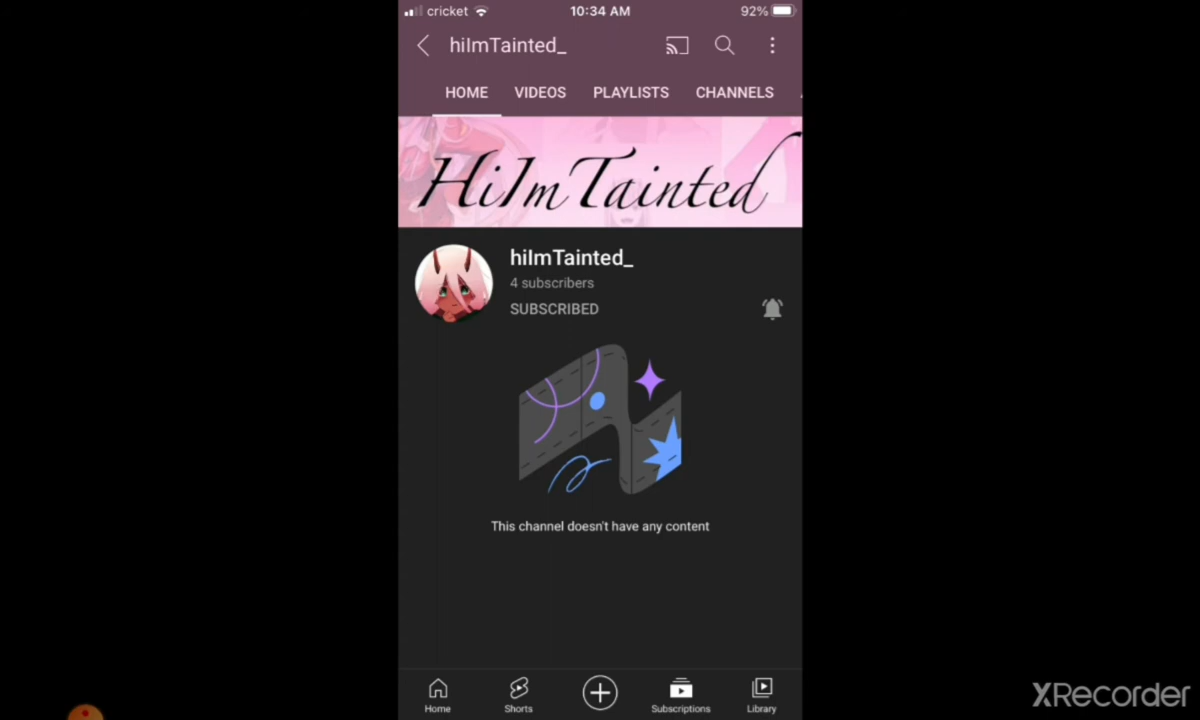 cricket 10:34 AM 92%
hiImTainted_
HOME VIDEOS PLAYLISTS CHANNELS
HiImTainted
hiImTainted_
4 subscribers
SUBSCRIBED
This channel doesn't have any content
Home Shorts Subscriptions Library
XRecorder